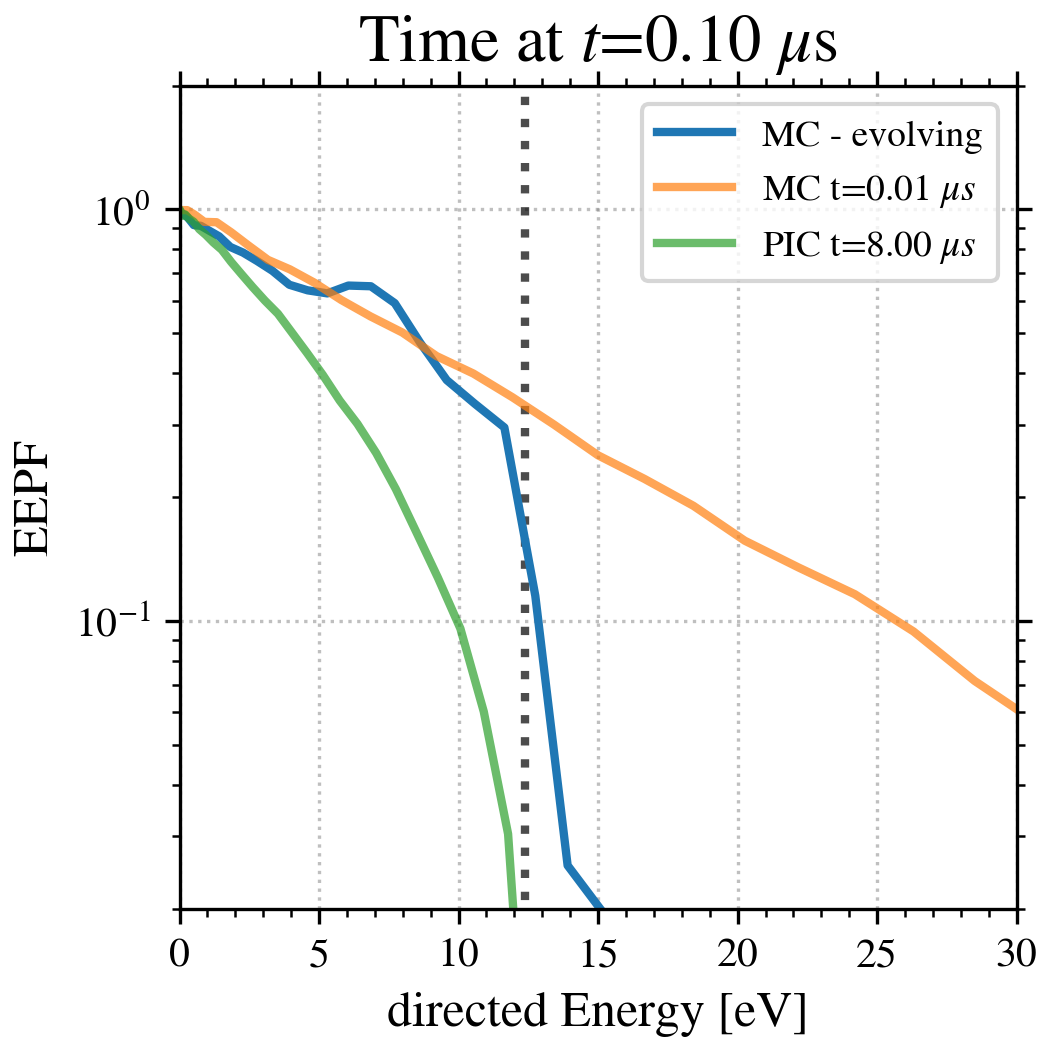 Time at t=0.10 μs
MC - evolving
MC t=0.01 μs
PIC t=8.00 μs
10⁰
10⁻¹
EEPF
0 5 10 15 20 25 30
directed Energy [eV]